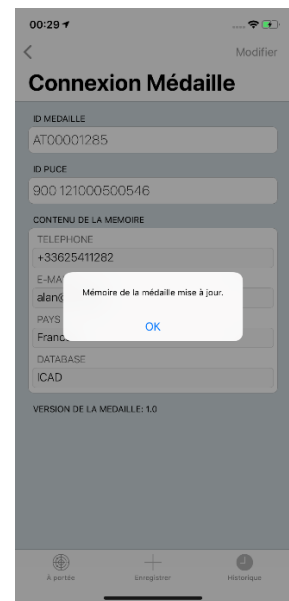 00:29
Modifier
Connexion Médaille
ID MEDAILLE
AT00001285
ID PUCE
900 121000500546
CONTENU DE LA MEMOIRE
TELEPHONE
+33625411282
E-MA
alan@
Mémoire de la médaille mise à jour.
OK
PAYS
Franc
DATABASE
ICAD
VERSION DE LA MEDAILLE: 1.0
À portée
Enregistrer
Historique